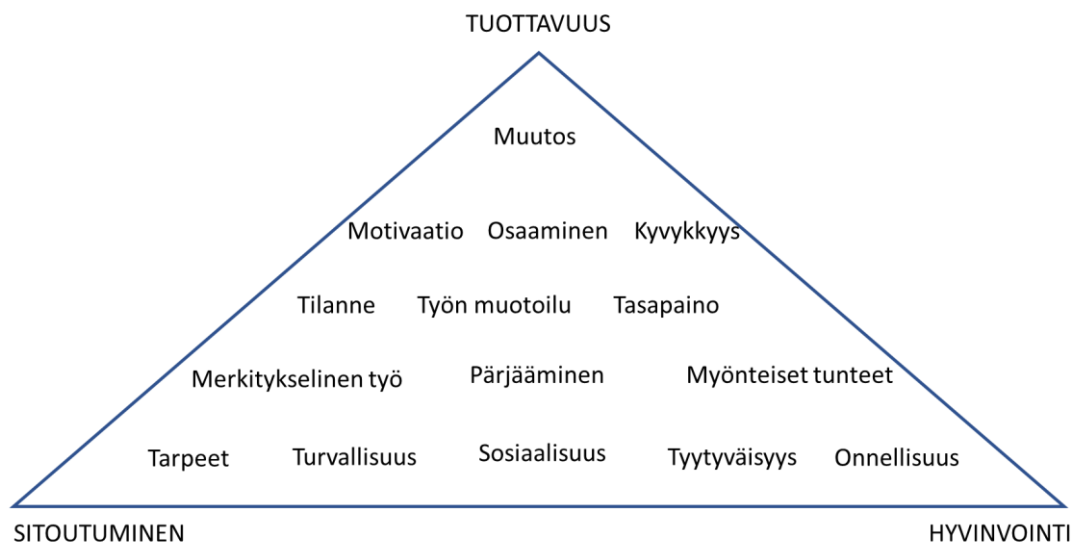 TUOTTAVUUS
Muutos
Motivaatio Osaaminen Kyvykkyys
Tilanne Työn muotoilu Tasapaino
Merkitykselinen työ Pärjääminen Myönteiset tunteet
Tarpeet Turvallisuus Sosiaalisuus Tyytyväisyys Onnellisuus
SITOUTUMINEN HYVINVOINTI